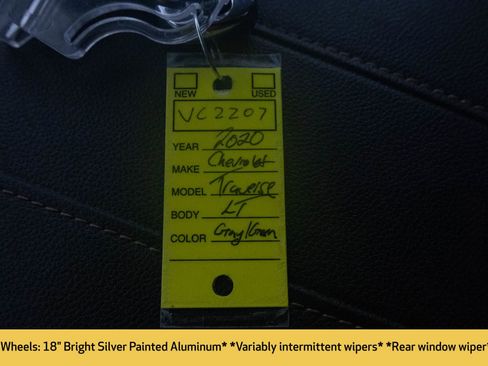 NEW USED
VC2207
YEAR 2020
MAKE Chevrolet
MODEL Traverse
BODY LT
COLOR Gray/Green
Wheels: 18" Bright Silver Painted Aluminum* *Variably intermittent wipers* *Rear window wiper*